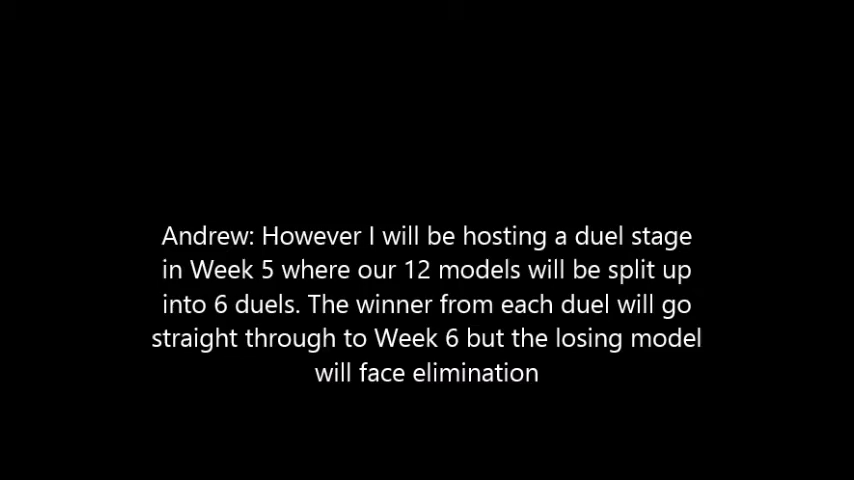 Andrew: However I will be hosting a duel stage
in Week 5 where our 12 models will be split up
into 6 duels. The winner from each duel will go
straight through to Week 6 but the losing model
will face elimination